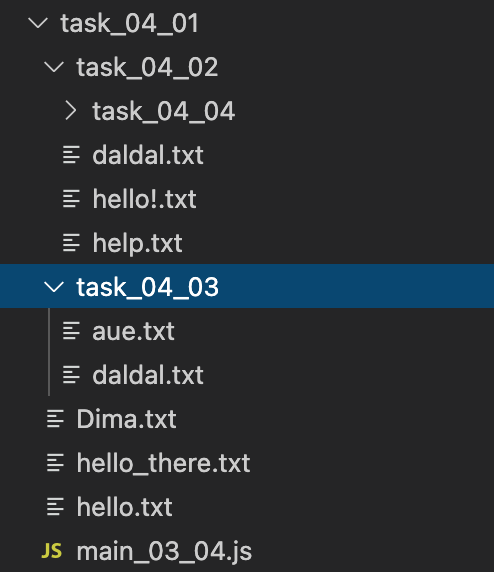 task_04_01
task_04_02
task_04_04
daldal.txt
hello!.txt
help.txt
task_04_03
aue.txt
daldal.txt
Dima.txt
hello_there.txt
hello.txt
JS main_03_04.js